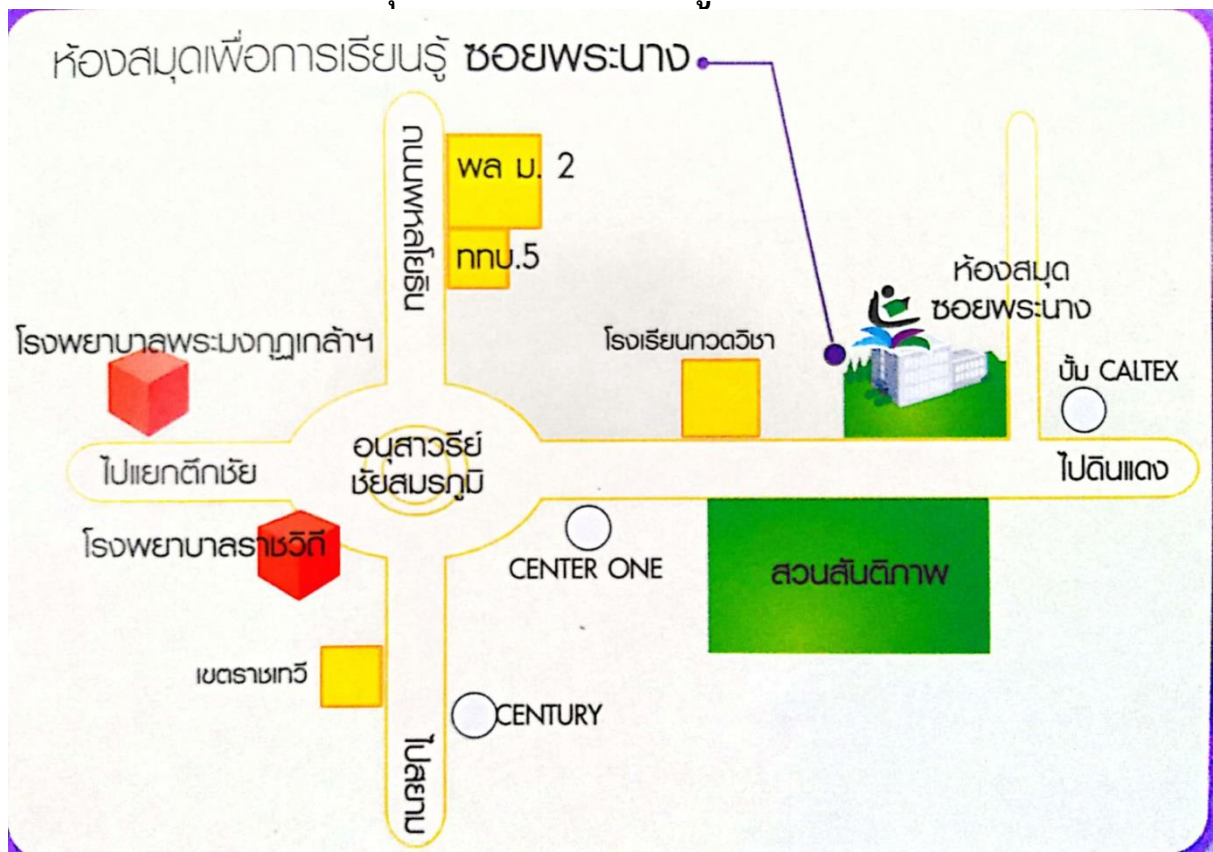 ห้องสมุดเพื่อการเรียนรู้ ซอยพระนาง
ถนนพหลโยธิน
พล ม. 2
ททบ.5
ห้องสมุด
ซอยพระนาง
โรงพยาบาลพระมงกุฎเกล้าฯ
โรงเรียนกวดวิชา
ปั้ม CALTEX
อนุสาวรีย์
ชัยสมรภูมิ
ไปแยกตึกชัย
ไปดินแดง
โรงพยาบาลราชวิถี
CENTER ONE
สวนสันติภาพ
เขตราชเทวี
CENTURY
ไปสยาม